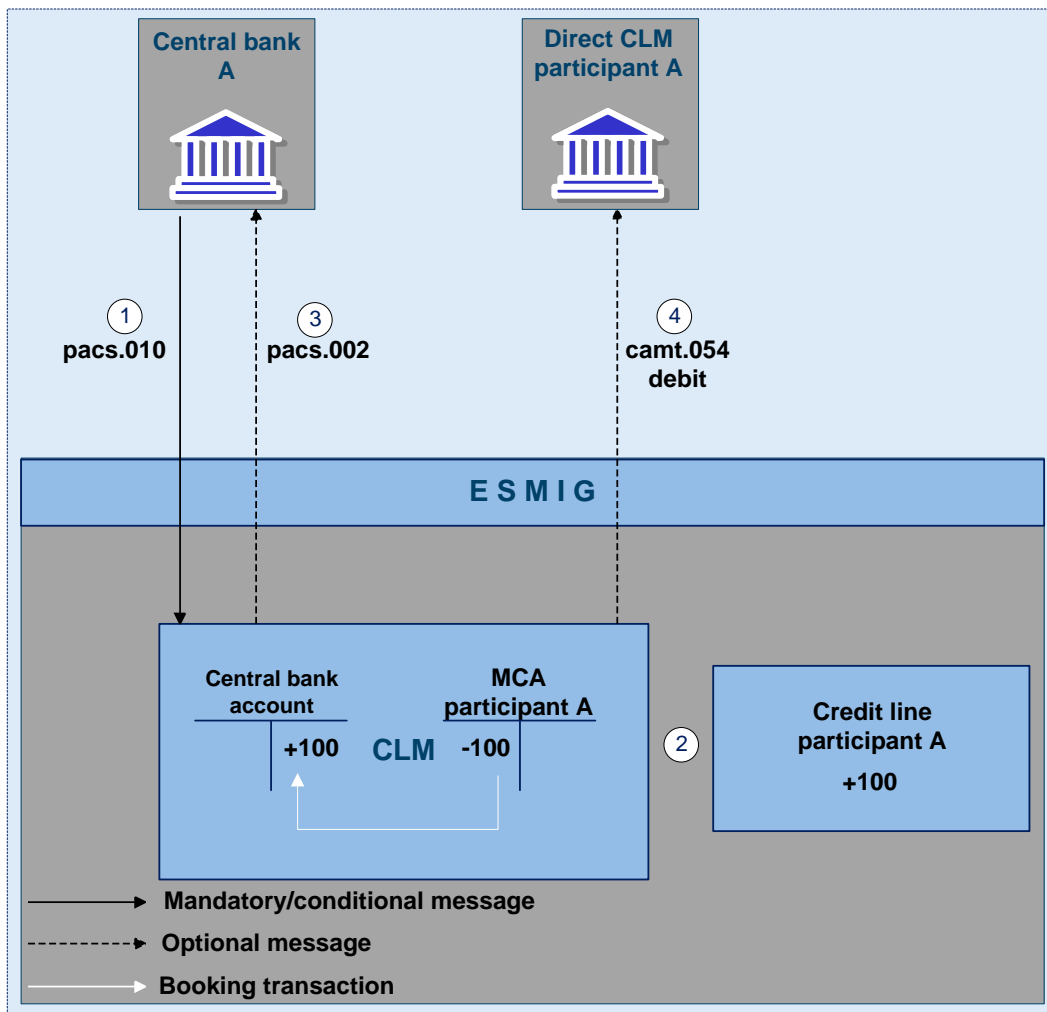 Central bank
A
Direct CLM
participant A
1
pacs.010
3
pacs.002
4
camt.054
debit
E S M I G
Central bank
account
MCA
participant A
+100
CLM
-100
2
Credit line
participant A
+100
Mandatory/conditional message
Optional message
Booking transaction